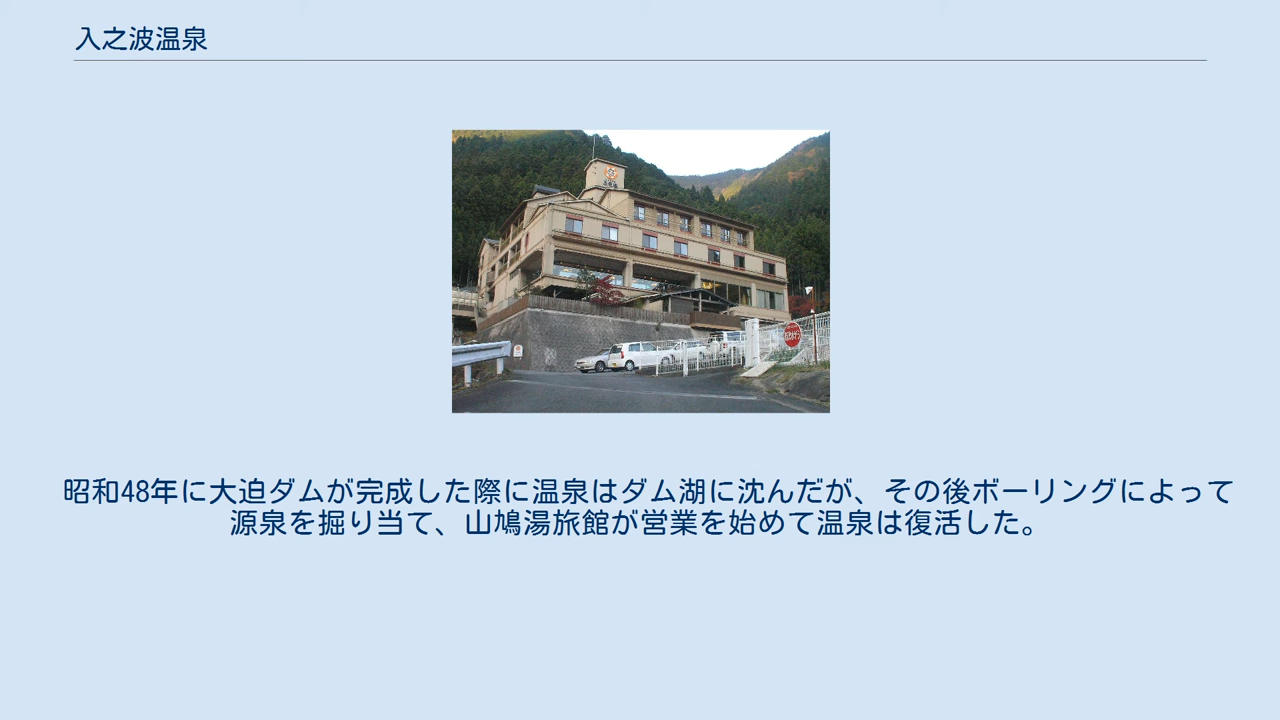 入之波温泉
昭和48年に大迫ダムが完成した際に温泉はダム湖に沈んだが、その後ボーリングによって
源泉を掘り当て、山鳩湯旅館が営業を始めて温泉は復活した。